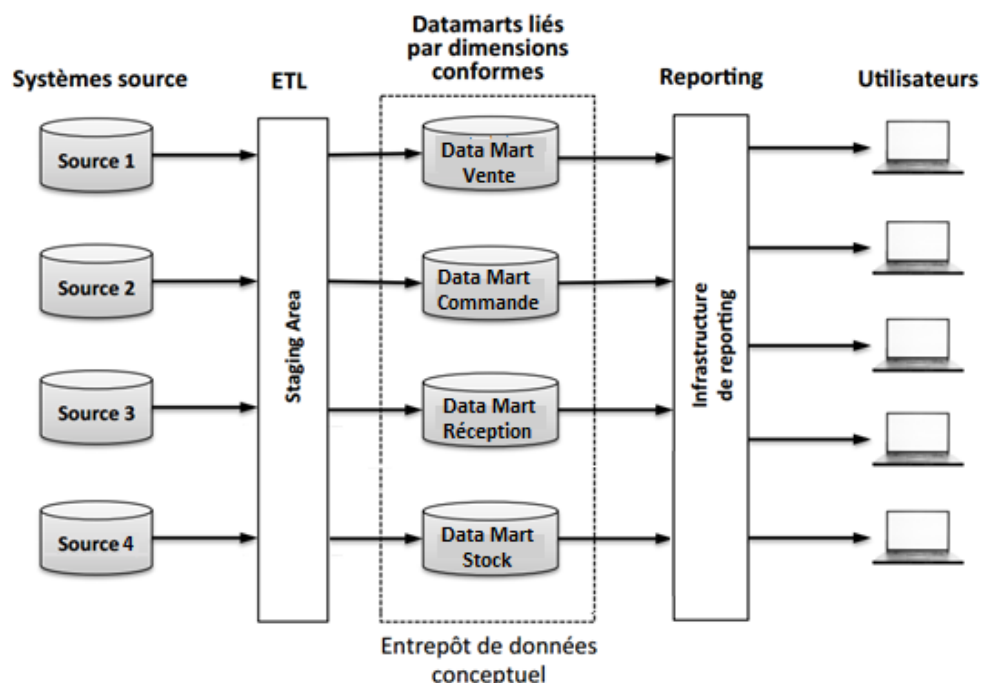 Datamarts liés
par dimensions
conformes
Systèmes source
ETL
Reporting
Utilisateurs
Source 1
Source 2
Source 3
Source 4
Staging Area
Data Mart
Vente
Data Mart
Commande
Data Mart
Réception
Data Mart
Stock
Infrastructure
de reporting
Entrepôt de données
conceptuel